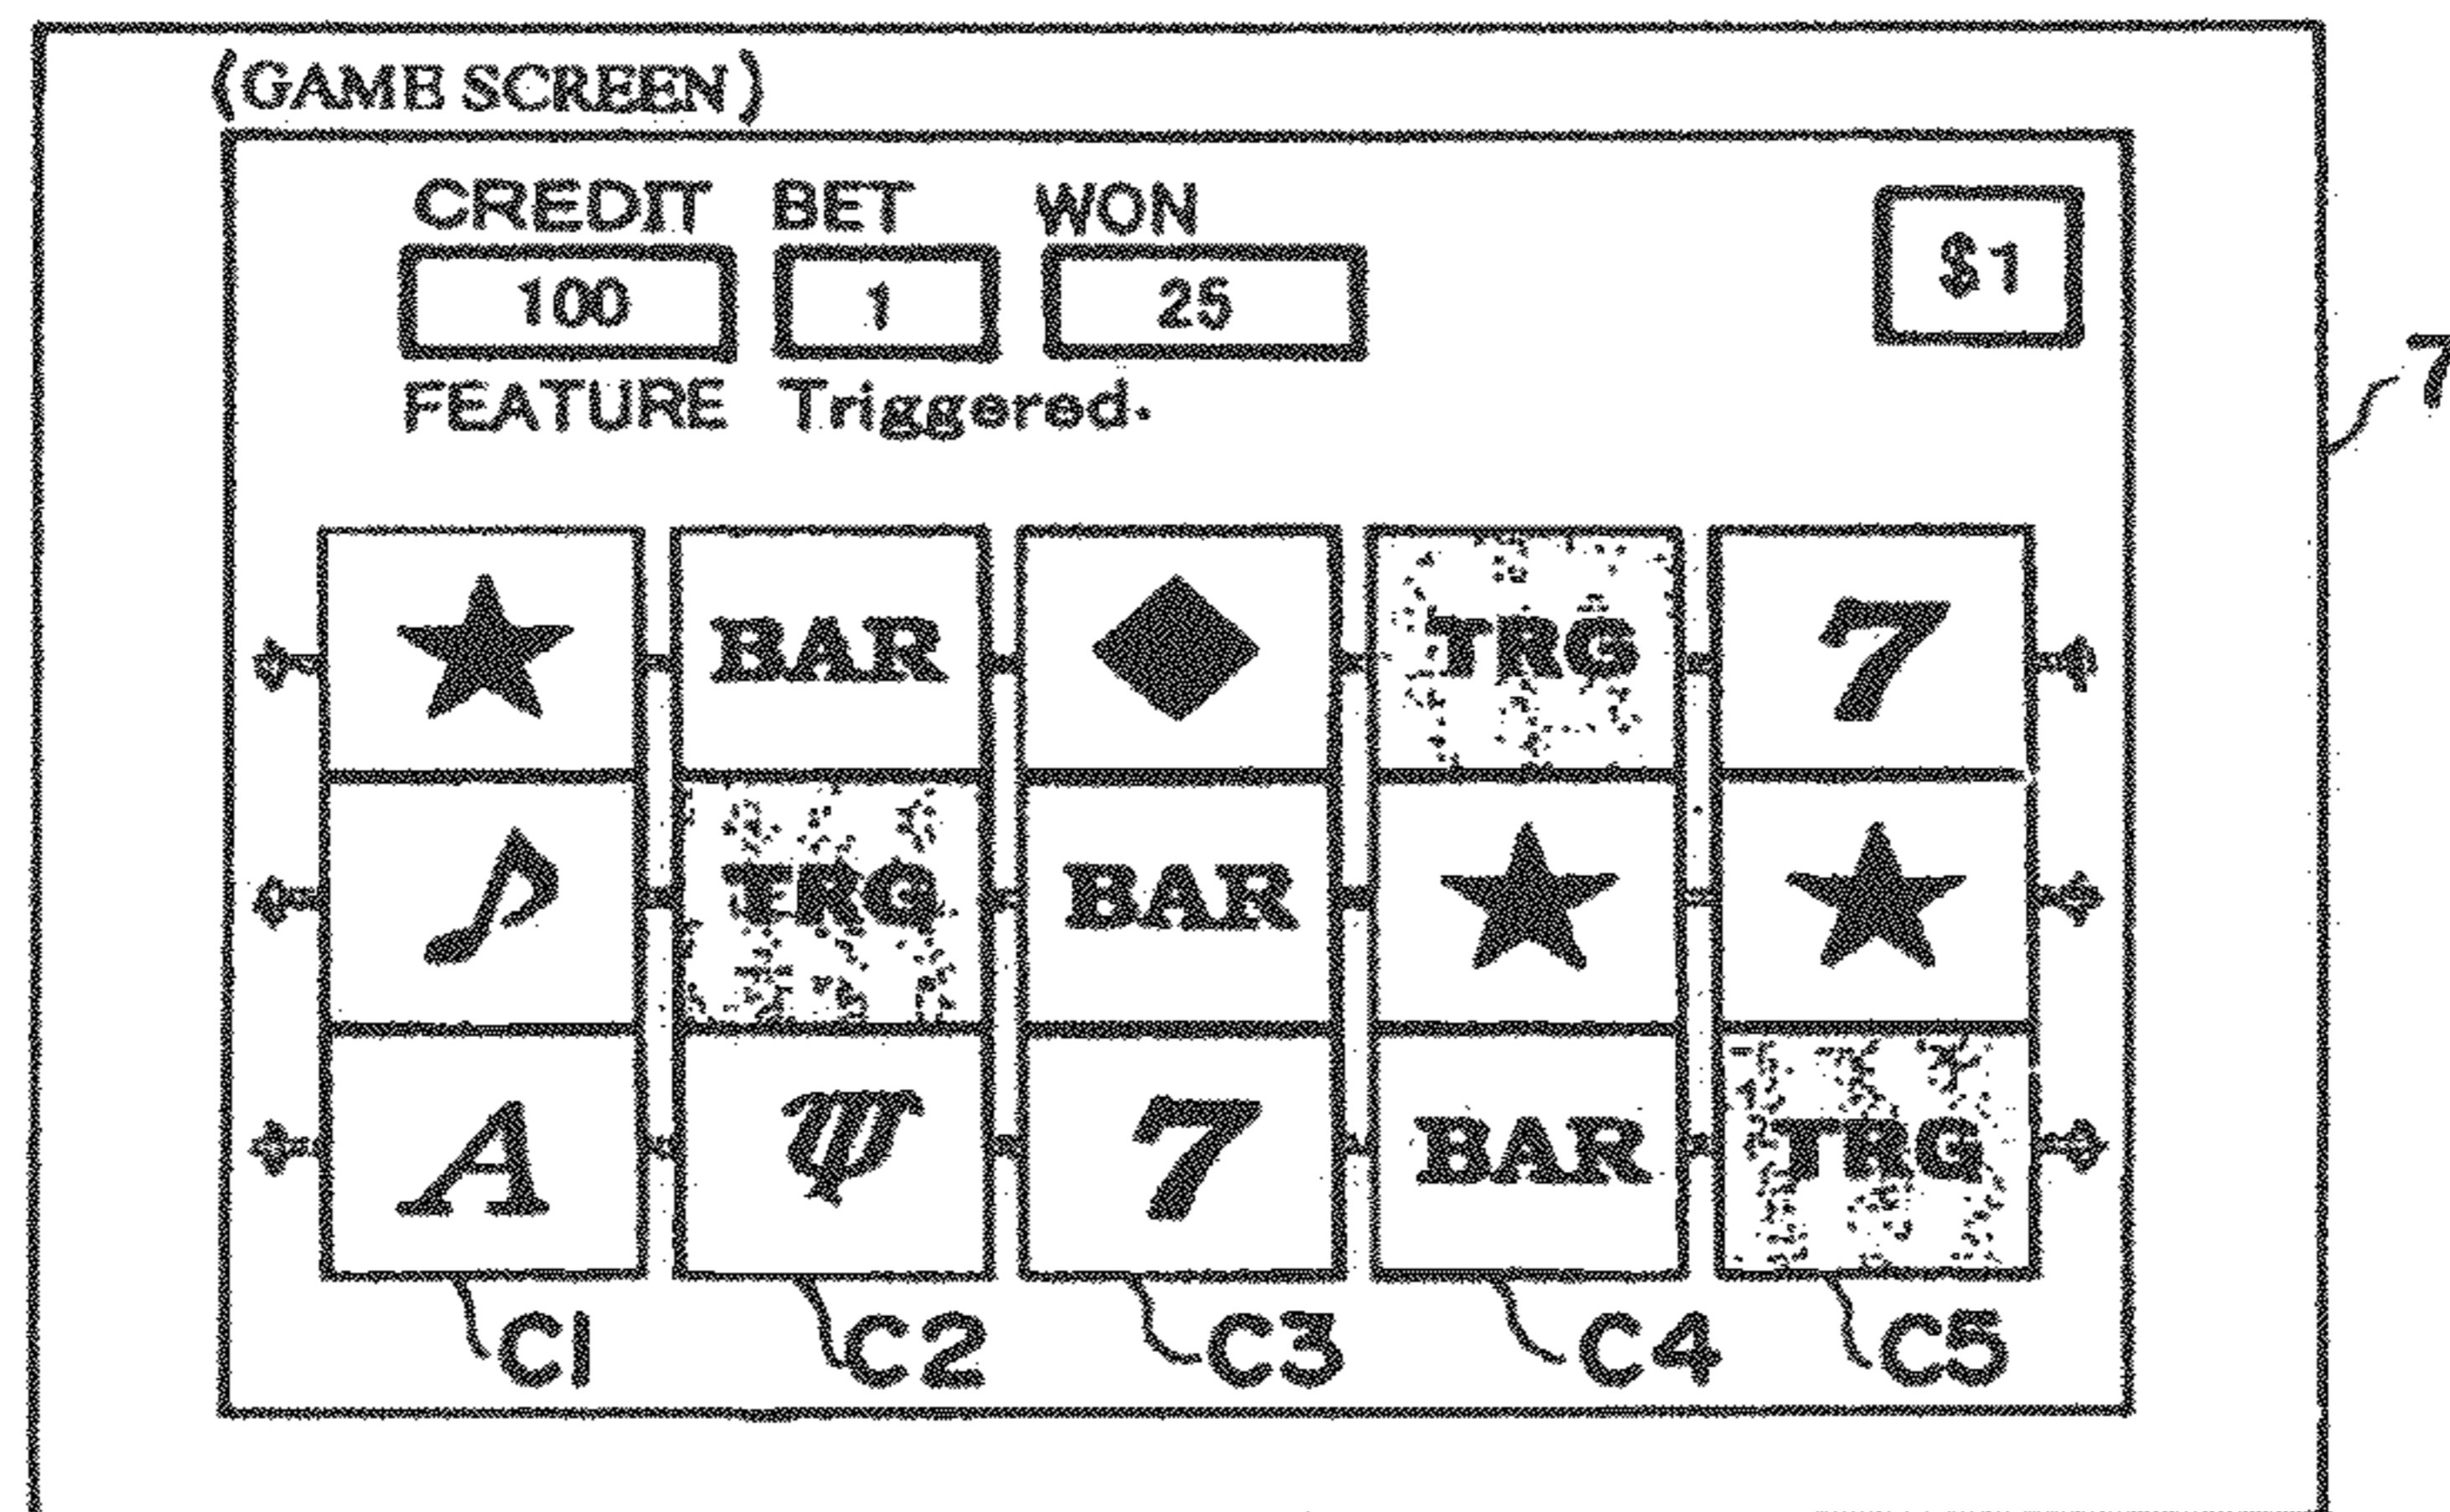 (GAME SCREEN)
CREDIT BET WON
100 1 25 $1
FEATURE Triggered.
7
BAR TRG 7
TRG BAR
A Ψ 7 BAR TRG
C1 C2 C3 C4 C5